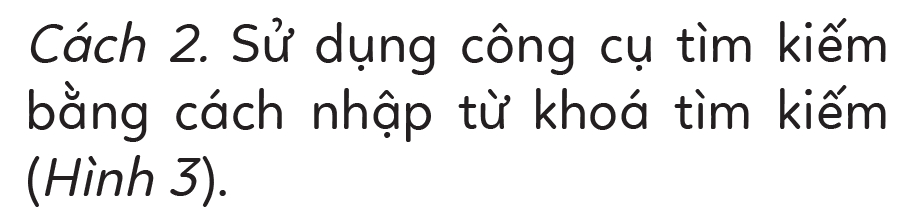 Cách 2. Sử dụng công cụ tìm kiếm
bằng cách nhập từ khoá tìm kiếm
(Hình 3).